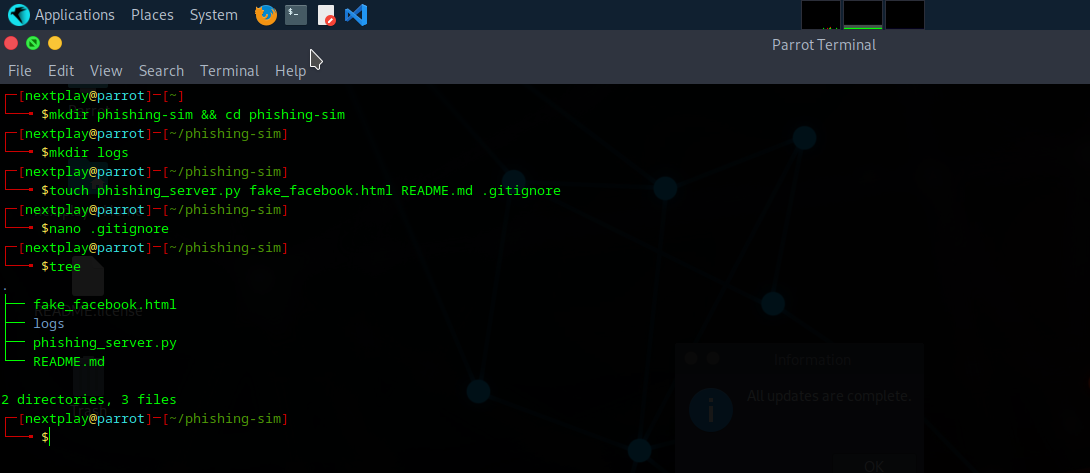 Applications Places System
Parrot Terminal
File Edit View Search Terminal Help
┌─[nextplay@parrot]─[~]
└──╼ $mkdir phishing-sim && cd phishing-sim
┌─[nextplay@parrot]─[~/phishing-sim]
└──╼ $mkdir logs
┌─[nextplay@parrot]─[~/phishing-sim]
└──╼ $touch phishing_server.py fake_facebook.html README.md .gitignore
┌─[nextplay@parrot]─[~/phishing-sim]
└──╼ $nano .gitignore
┌─[nextplay@parrot]─[~/phishing-sim]
└──╼ $tree
.
├── fake_facebook.html
├── logs
├── phishing_server.py
└── README.md
2 directories, 3 files
┌─[nextplay@parrot]─[~/phishing-sim]
└──╼ $
README.license
Trash
Information
All updates are complete.
OK